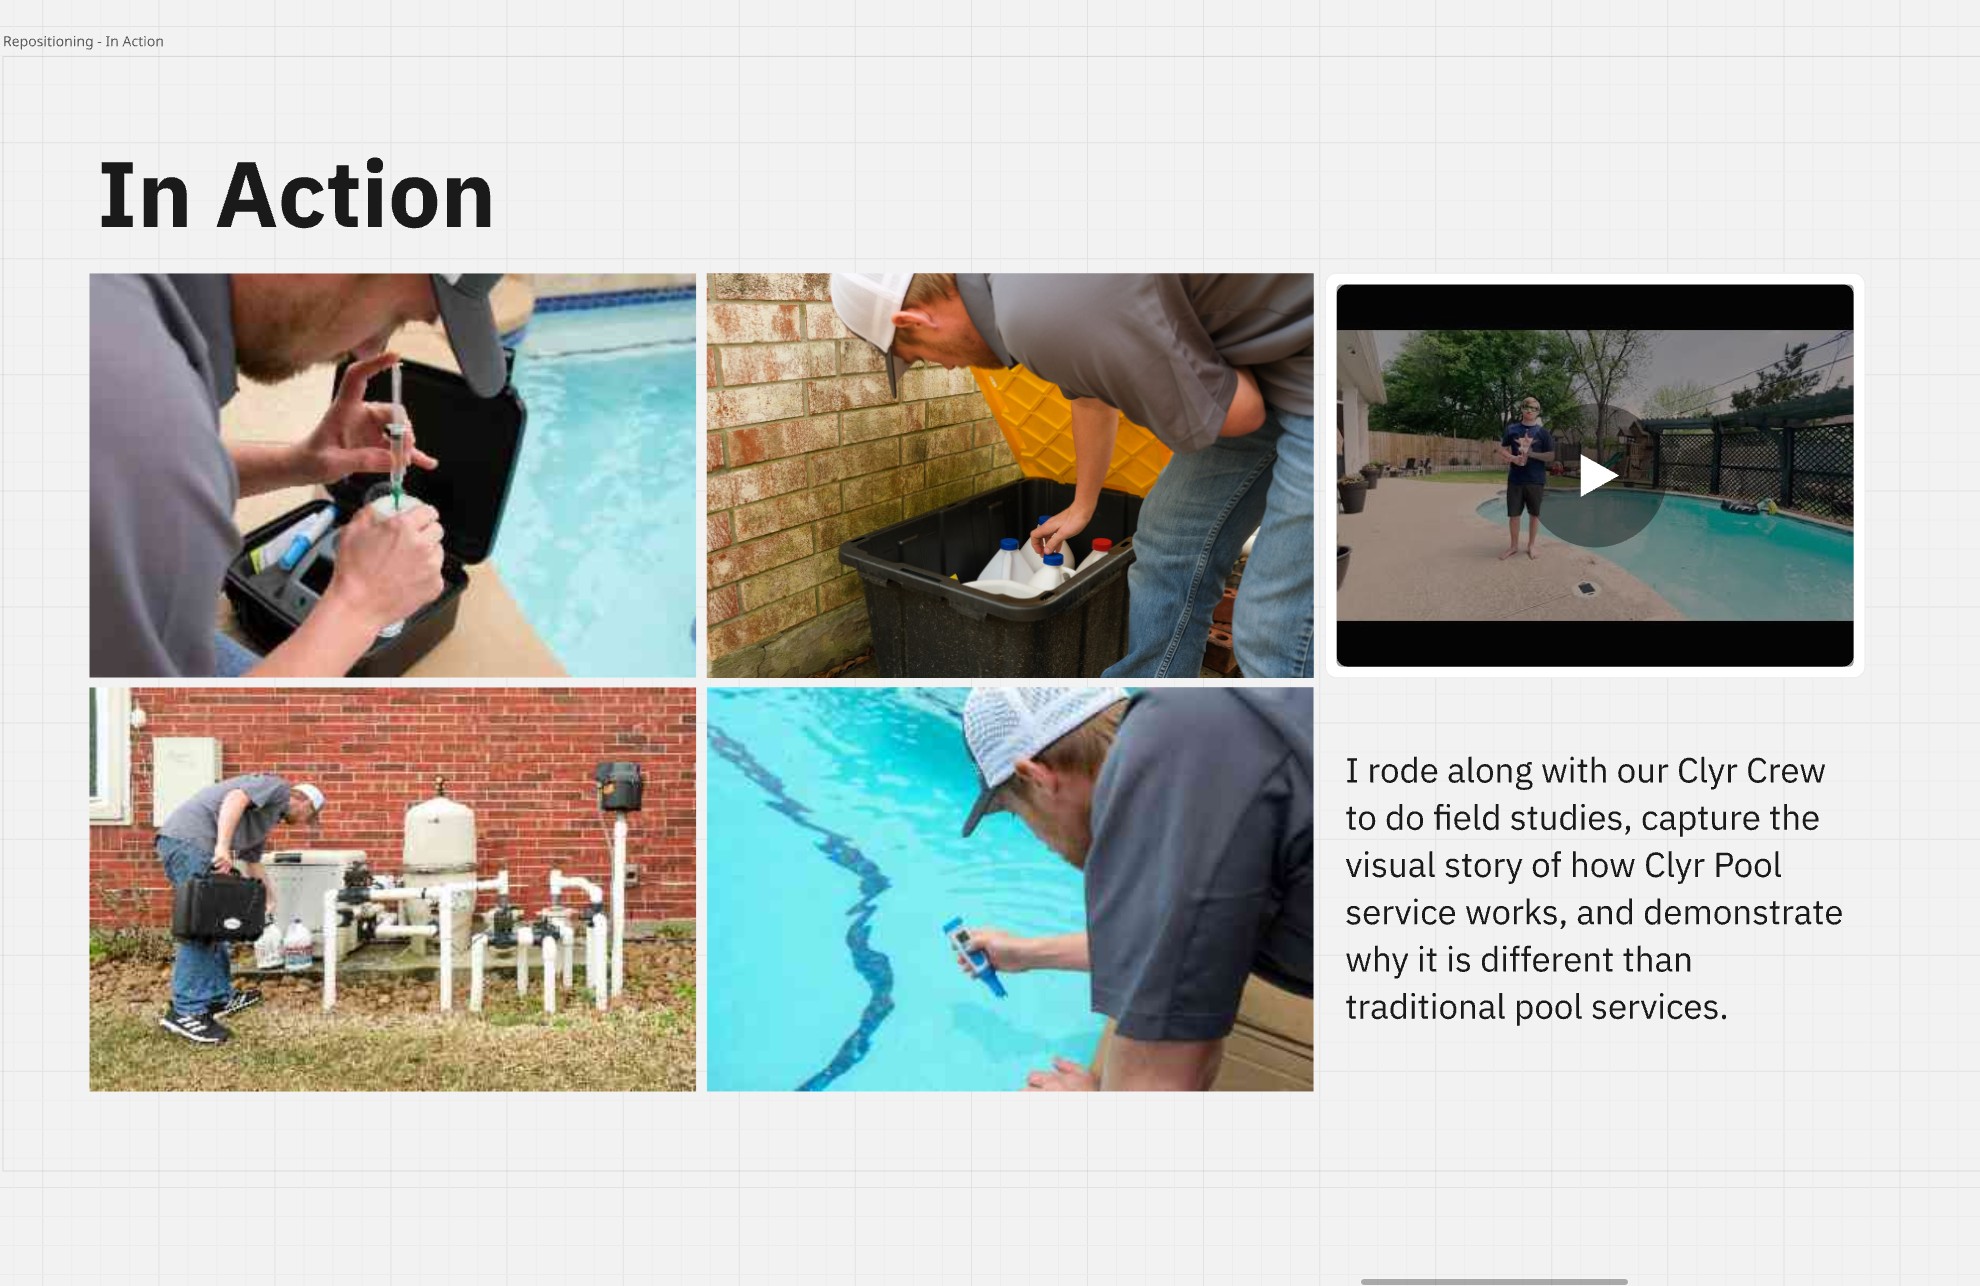 Repositioning - In Action
In Action
I rode along with our Clyr Crew
to do field studies, capture the
visual story of how Clyr Pool
service works, and demonstrate
why it is different than
traditional pool services.